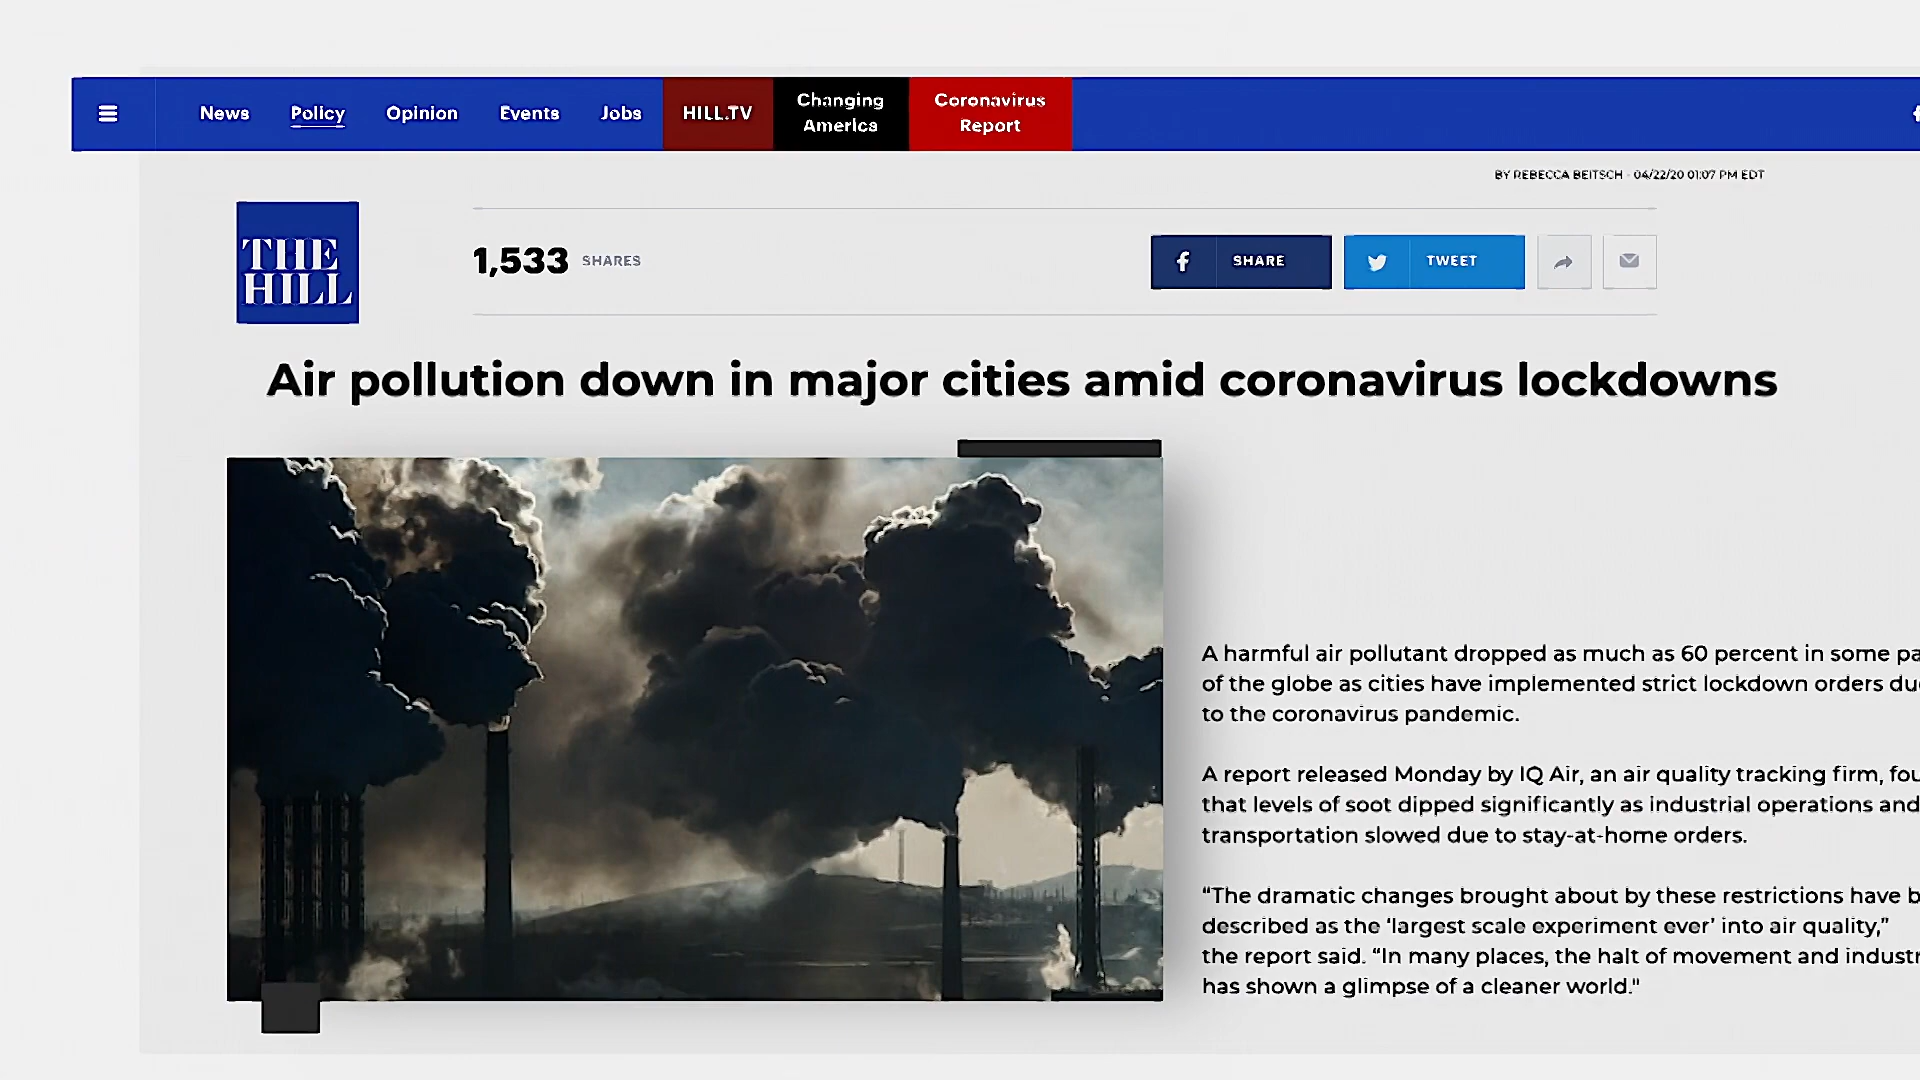 News Policy Opinion Events Jobs HILL.TV Changing America Coronavirus Report
BY REBECCA BEITSCH - 04/22/20 01:07 PM EDT
THE
HILL
1,533 SHARES
SHARE
TWEET
Air pollution down in major cities amid coronavirus lockdowns
A harmful air pollutant dropped as much as 60 percent in some
of the globe as cities have implemented strict lockdown orders
to the coronavirus pandemic.
A report released Monday by IQ Air, an air quality tracking firm,
that levels of soot dipped significantly as industrial operations and
transportation slowed due to stay-at-home orders.
“The dramatic changes brought about by these restrictions have
described as the ‘largest scale experiment ever’ into air quality,”
the report said. “In many places, the halt of movement and
has shown a glimpse of a cleaner world."